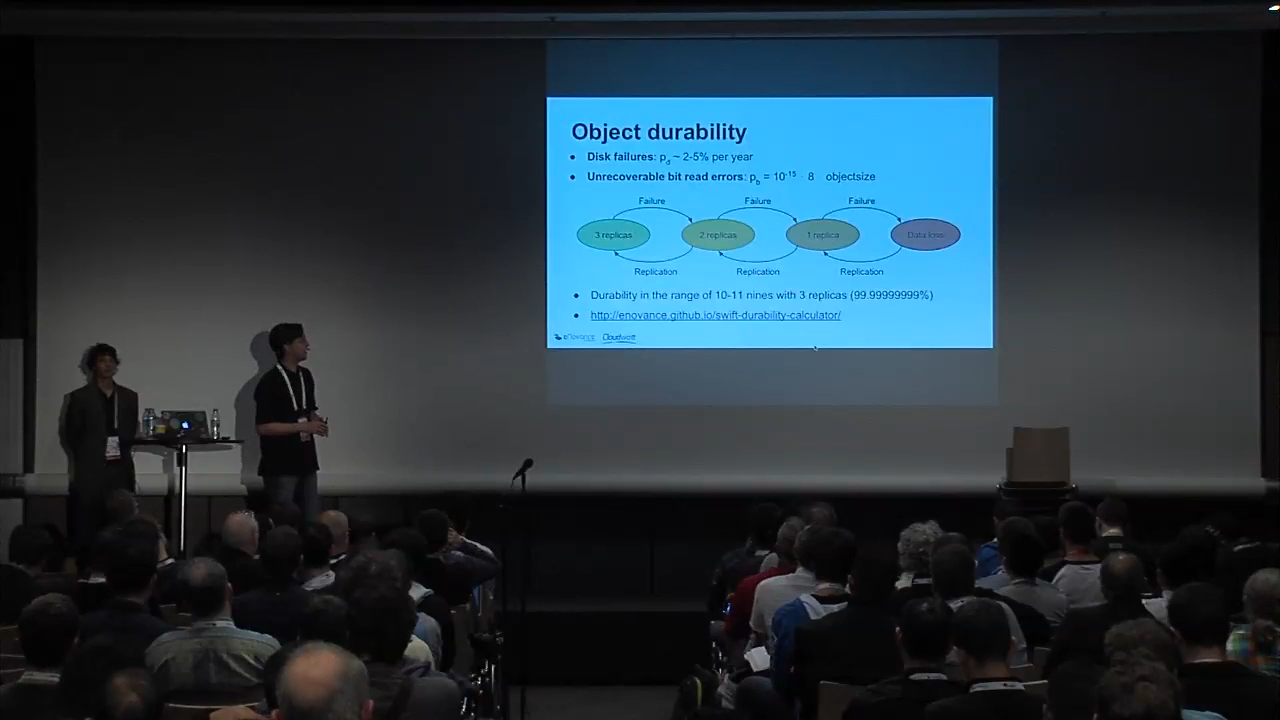 Object durability
• Disk failures: pd ~ 2-5% per year
• Unrecoverable bit read errors: pb = 10-15 · 8 objectsize
Failure Failure Failure
3 replicas 2 replicas 1 replica Data loss
Replication Replication Replication
• Durability in the range of 10-11 nines with 3 replicas (99.99999999%)
• http://enovance.github.io/swift-durability-calculator/
eNovance Cloudwatt